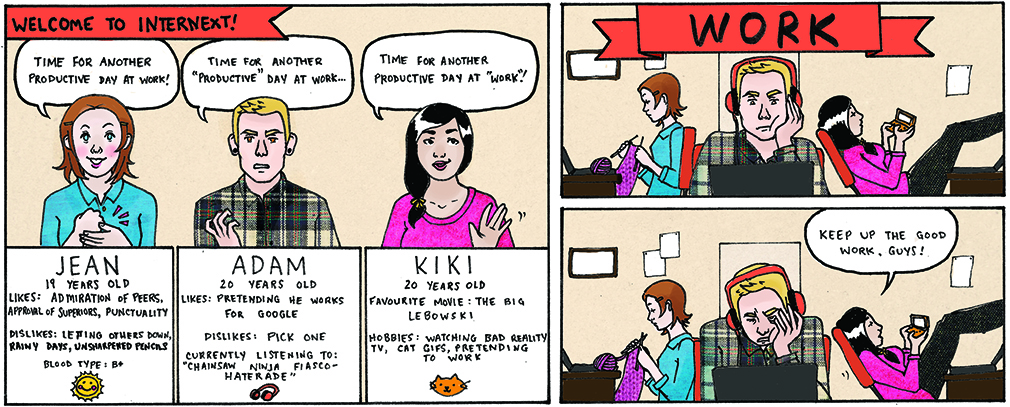 WELCOME TO INTERNEXT!
TIME FOR ANOTHER
PRODUCTIVE DAY AT WORK!
TIME FOR ANOTHER
"PRODUCTIVE" DAY AT WORK...
TIME FOR ANOTHER
PRODUCTIVE DAY AT "WORK"!
JEAN
19 YEARS OLD
LIKES: ADMIRATION OF PEERS,
APPROVAL OF SUPERIORS, PUNCTUALITY
DISLIKES: LETTING OTHERS DOWN,
RAINY DAYS, UNSHARPENED PENCILS
BLOOD TYPE: B+
ADAM
20 YEARS OLD
LIKES: PRETENDING HE WORKS
FOR GOOGLE
DISLIKES: PICK ONE
CURRENTLY LISTENING TO:
"CHAINSAW NINJA FIASCO-
HATERADE"
KIKI
20 YEARS OLD
FAVOURITE MOVIE: THE BIG
LEBOWSKI
HOBBIES: WATCHING BAD REALITY
TV, CAT GIFS, PRETENDING
TO WORK
WORK
KEEP UP THE GOOD
WORK, GUYS!